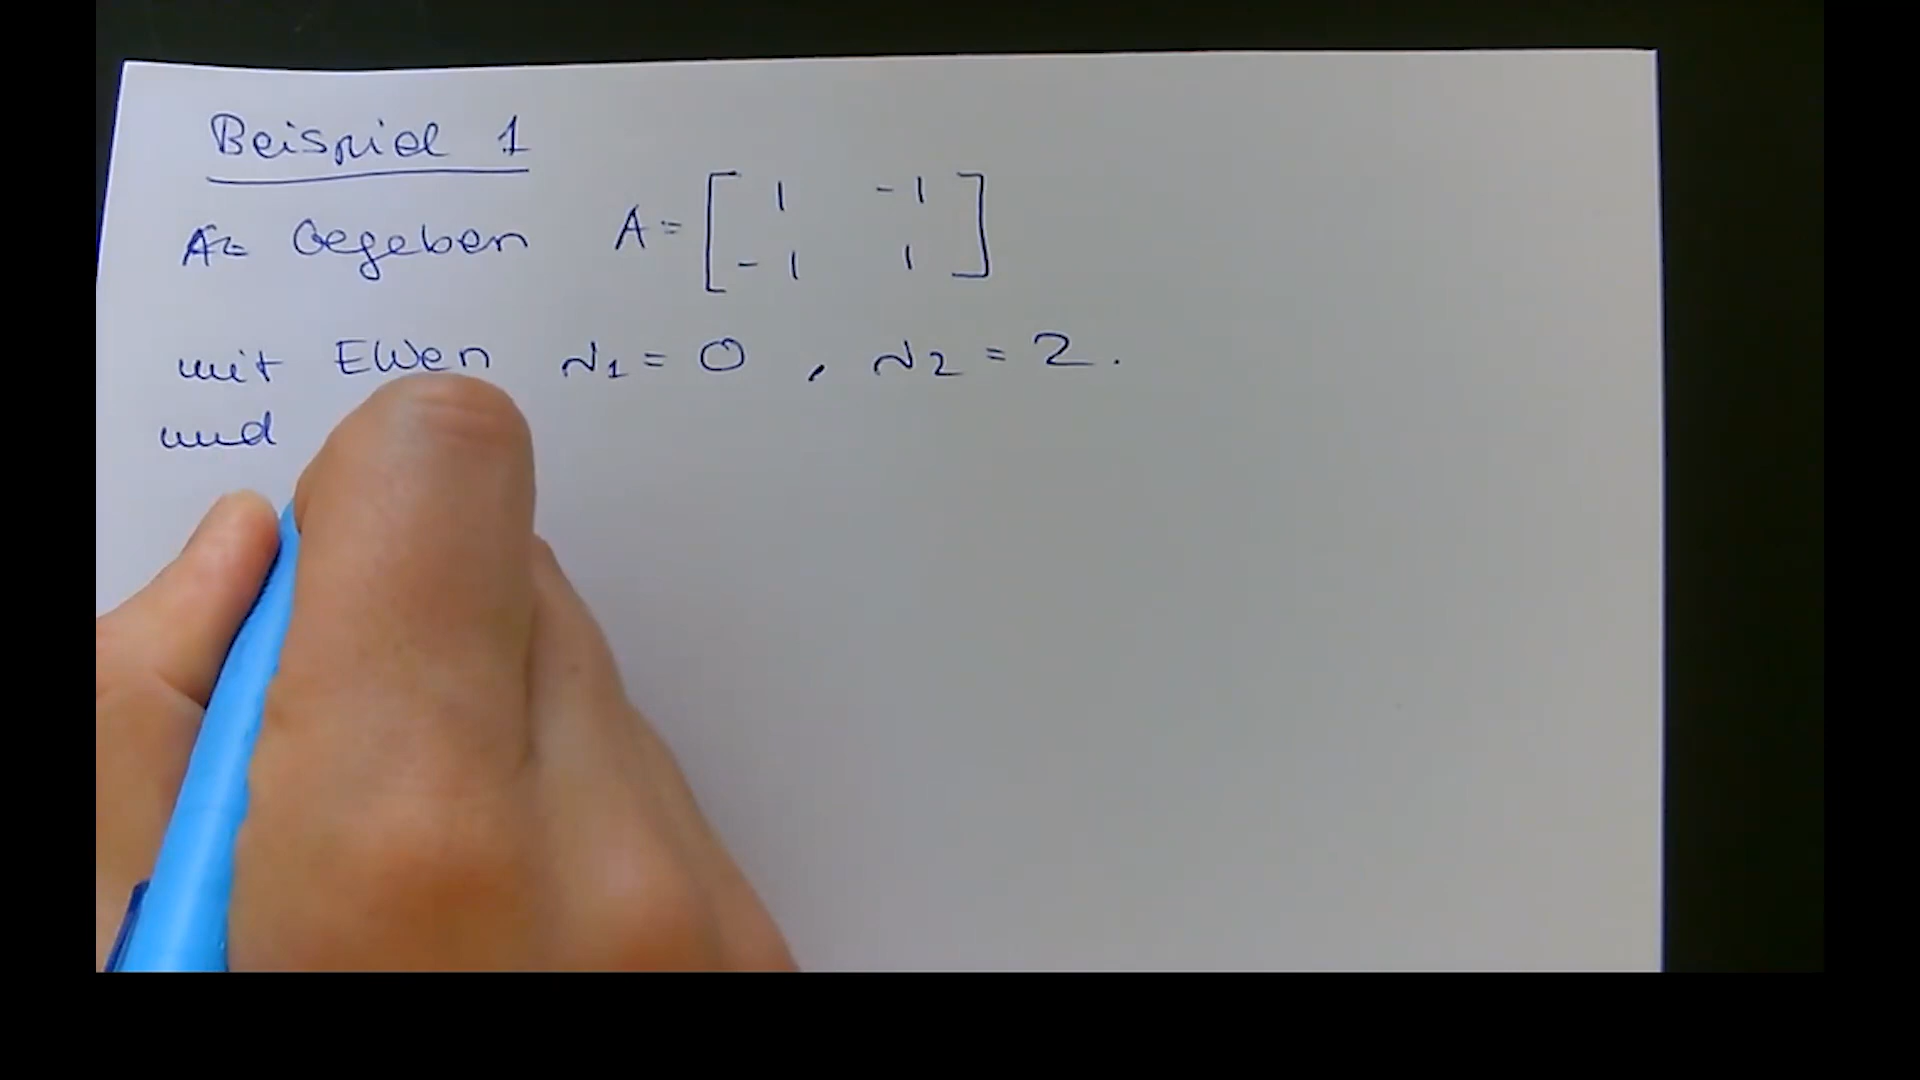 Beispiel 1
A= Gegeben A = [ 1 -1
-1 1 ]
mit EWen λ1 = 0 , λ2 = 2.
und